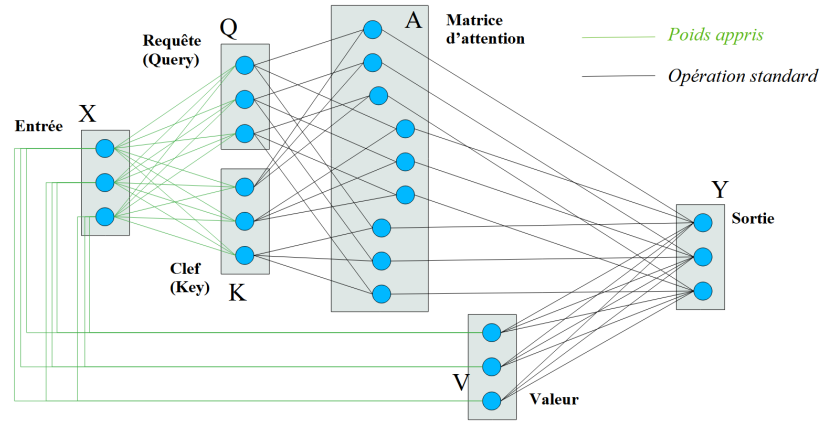 Requête
(Query)
Q
A
Matrice
d'attention
Poids appris
Opération standard
Entrée
X
Y
Sortie
Clef
(Key)
K
V
Valeur